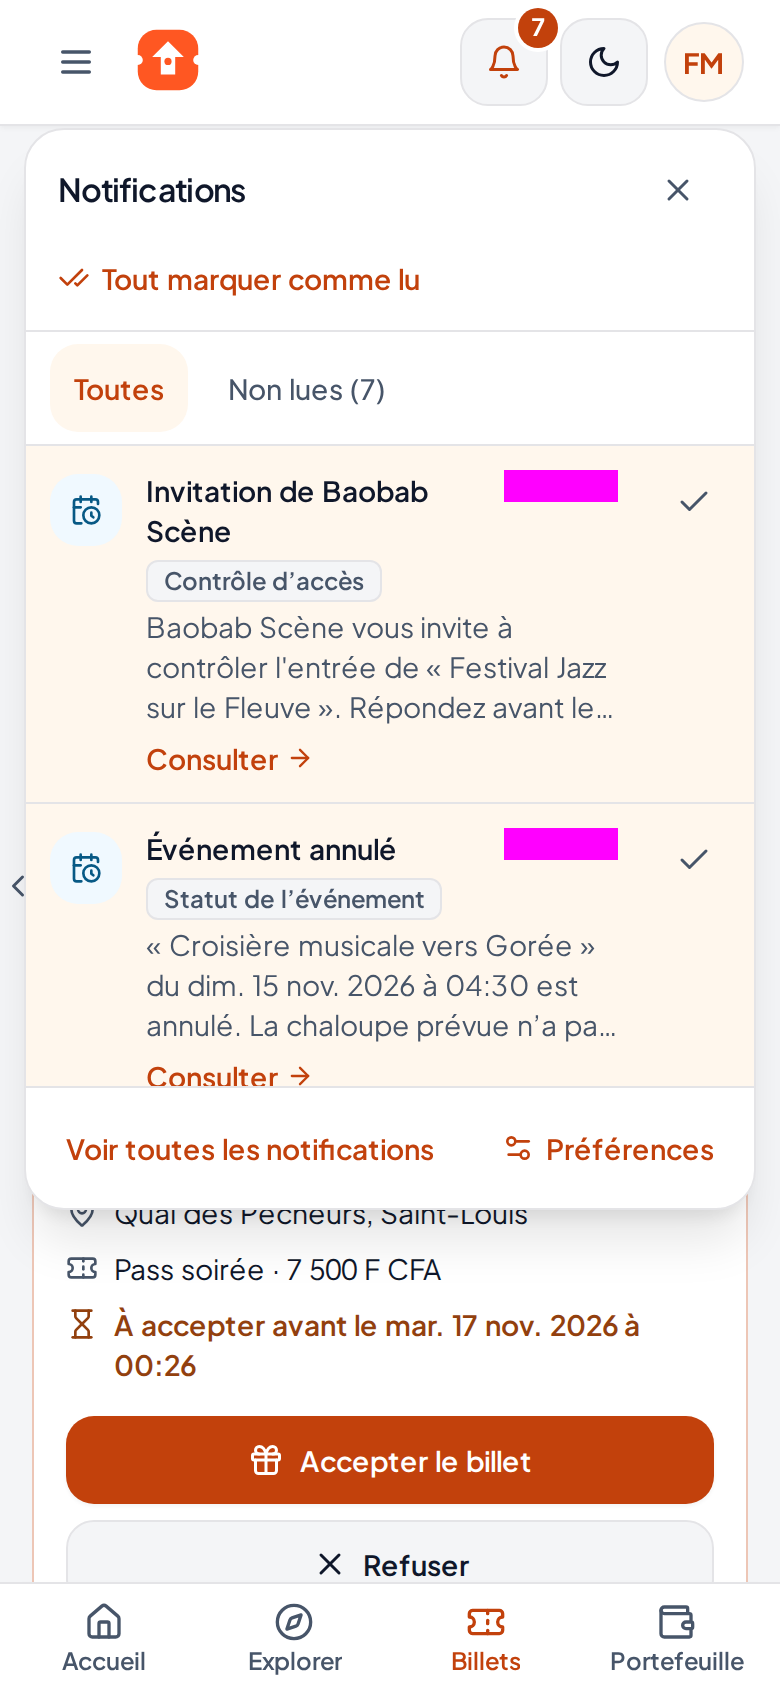 7
FM
Notifications
Tout marquer comme lu
Toutes
Non lues (7)
Invitation de Baobab
Scène
Contrôle d’accès
Baobab Scène vous invite à
contrôler l'entrée de « Festival Jazz
sur le Fleuve ». Répondez avant le…
Consulter
Événement annulé
Statut de l’événement
« Croisière musicale vers Gorée »
du dim. 15 nov. 2026 à 04:30 est
annulé. La chaloupe prévue n’a pa…
Consulter
Voir toutes les notifications
Préférences
Quai des Pêcheurs, Saint-Louis
Pass soirée · 7 500 F CFA
À accepter avant le mar. 17 nov. 2026 à
00:26
Accepter le billet
Refuser
Accueil
Explorer
Billets
Portefeuille